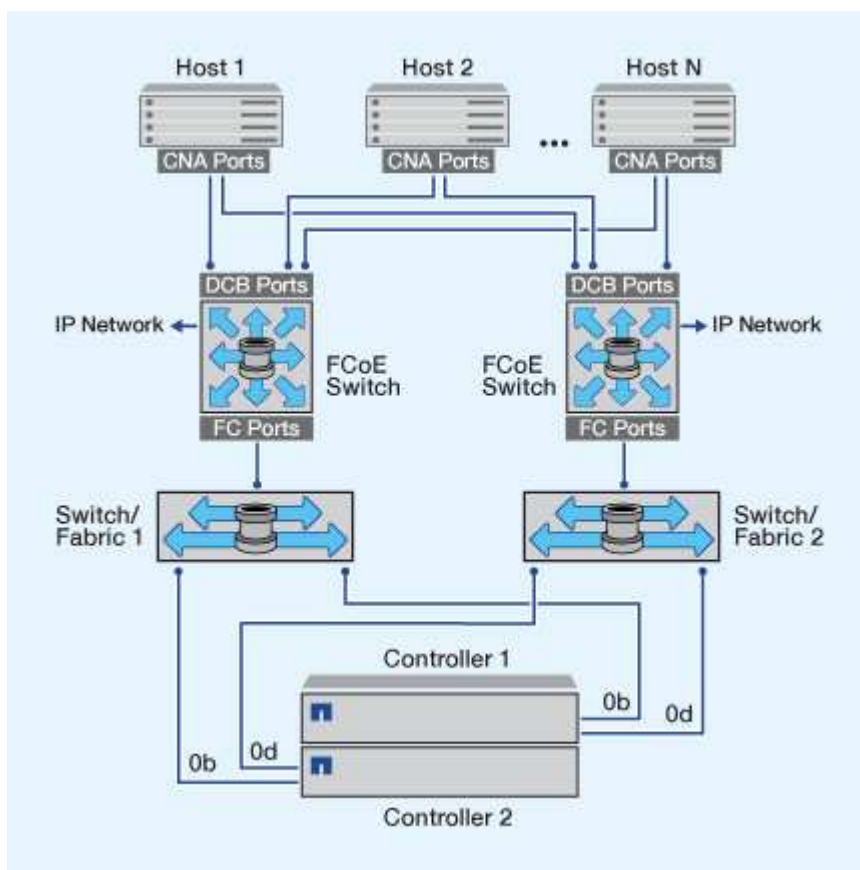 Host 1
Host 2
Host N
CNA Ports
CNA Ports
...
CNA Ports
DCB Ports
DCB Ports
IP Network
IP Network
FCoE
Switch
FCoE
Switch
FC Ports
FC Ports
Switch/
Fabric 1
Switch/
Fabric 2
Controller 1
0b
0d
0d
0b
Controller 2